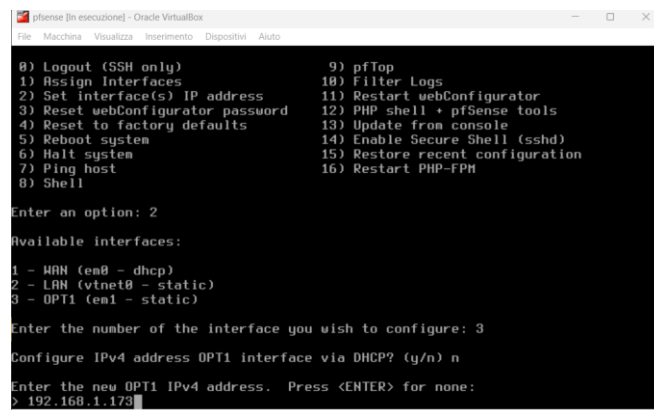 pfsense [In esecuzione] - Oracle VirtualBox
File Macchina Visualizza Inserimento Dispositivi Aiuto
0) Logout (SSH only) 9) pfTop
1) Assign Interfaces 10) Filter Logs
2) Set interface(s) IP address 11) Restart webConfigurator
3) Reset webConfigurator password 12) PHP shell + pfSense tools
4) Reset to factory defaults 13) Update from console
5) Reboot system 14) Enable Secure Shell (sshd)
6) Halt system 15) Restore recent configuration
7) Ping host 16) Restart PHP-FPM
8) Shell
Enter an option: 2
Available interfaces:
1 - WAN (em0 - dhcp)
2 - LAN (vtnet0 - static)
3 - OPT1 (em1 - static)
Enter the number of the interface you wish to configure: 3
Configure IPv4 address OPT1 interface via DHCP? (y/n) n
Enter the new OPT1 IPv4 address. Press <ENTER> for none:
> 192.168.1.173